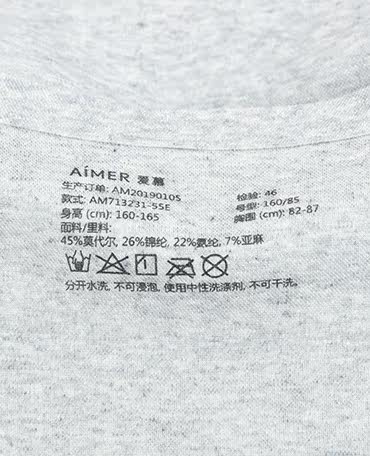 AiMER 爱慕
生产订单: AM20190105 检验: 46
款式: AM713231-55E 号型: 160/85
身高 (cm): 160-165 胸围 (cm): 82-87
面料/里料:
45%莫代尔, 26%锦纶, 22%氨纶, 7%亚麻
分开水洗, 不可浸泡, 使用中性洗涤剂, 不可干洗.